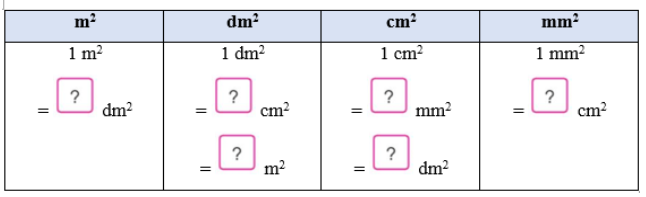 m² dm² cm² mm²
1 m² 1 dm² 1 cm² 1 mm²
= ? dm² = ? cm² = ? mm² = ? cm²
= ? m² = ? dm²